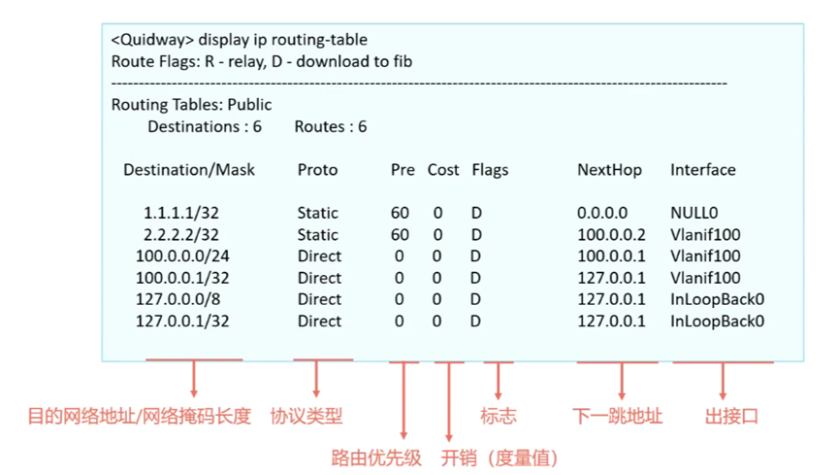 <Quidway> display ip routing-table
Route Flags: R - relay, D - download to fib
--------------------------------------------------------------------------------
Routing Tables: Public
Destinations : 6 Routes : 6
Destination/Mask Proto Pre Cost Flags NextHop Interface
1.1.1.1/32 Static 60 0 D 0.0.0.0 NULL0
2.2.2.2/32 Static 60 0 D 100.0.0.2 Vlanif100
100.0.0.0/24 Direct 0 0 D 100.0.0.1 Vlanif100
100.0.0.1/32 Direct 0 0 D 127.0.0.1 Vlanif100
127.0.0.0/8 Direct 0 0 D 127.0.0.1 InLoopBack0
127.0.0.1/32 Direct 0 0 D 127.0.0.1 InLoopBack0
目的网络地址/网络掩码长度 协议类型 标志 下一跳地址 出接口
路由优先级 开销（度量值）